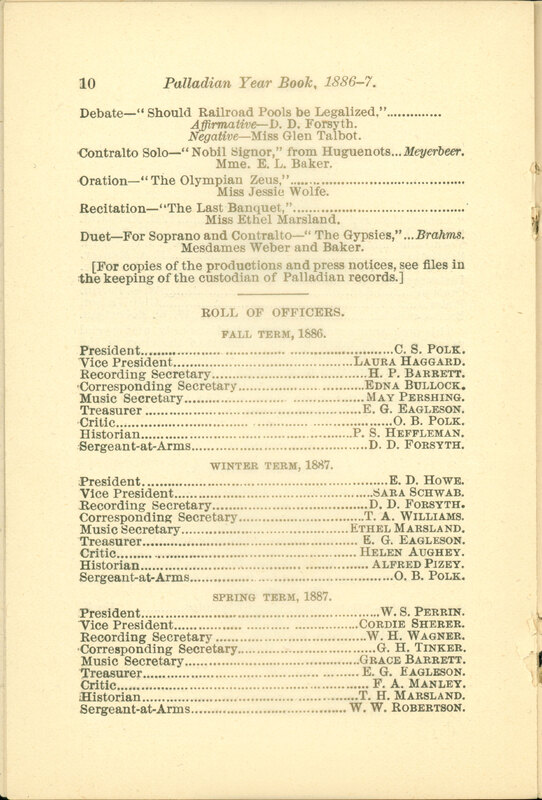 10 Palladian Year Book, 1886-7.
Debate—"Should Railroad Pools be Legalized,"..............
Affirmative—D. D. Forsyth.
Negative—Miss Glen Talbot.
Contralto Solo—"Nobil Signor," from Huguenots...Meyerbeer.
Mme. E. L. Baker.
Oration—"The Olympian Zeus,"..............................
Miss Jessie Wolfe.
Recitation—"The Last Banquet,"..............................
Miss Ethel Marsland.
Duet—For Soprano and Contralto—"The Gypsies,"...Brahms.
Mesdames Weber and Baker.
[For copies of the productions and press notices, see files in
the keeping of the custodian of Palladian records.]
ROLL OF OFFICERS.
FALL TERM, 1886.
President..............................C. S. POLK.
Vice President..............................LAURA HAGGARD.
Recording Secretary..............................H. P. BARRETT.
Corresponding Secretary..............................EDNA BULLOCK.
Music Secretary..............................MAY PERSHING.
Treasurer..............................E. G. EAGLESON.
Critic..............................O. B. POLK.
Historian..............................P. S. HEFFLEMAN.
Sergeant-at-Arms..............................D. D. FORSYTH.
WINTER TERM, 1887.
President..............................E. D. HOWE.
Vice President..............................SARA SCHWAB.
Recording Secretary..............................D. D. FORSYTH.
Corresponding Secretary..............................T. A. WILLIAMS.
Music Secretary..............................ETHEL MARSLAND.
Treasurer..............................E. G. EAGLESON.
Critic..............................HELEN AUGHEY.
Historian..............................ALFRED PIZEY.
Sergeant-at-Arms..............................O. B. POLK.
SPRING TERM, 1887.
President..............................W. S. PERRIN.
Vice President..............................CORDIE SHERER.
Recording Secretary..............................W. H. WAGNER.
Corresponding Secretary..............................G. H. TINKER.
Music Secretary..............................GRACE BARRETT.
Treasurer..............................E. G. EAGLESON.
Critic..............................F. A. MANLEY.
Historian..............................T. H. MARSLAND.
Sergeant-at-Arms..............................W. W. ROBERTSON.